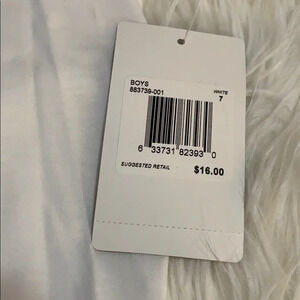 BOYS
883739-001 WHITE
7
6 33731 82393 0
SUGGESTED RETAIL $16.00